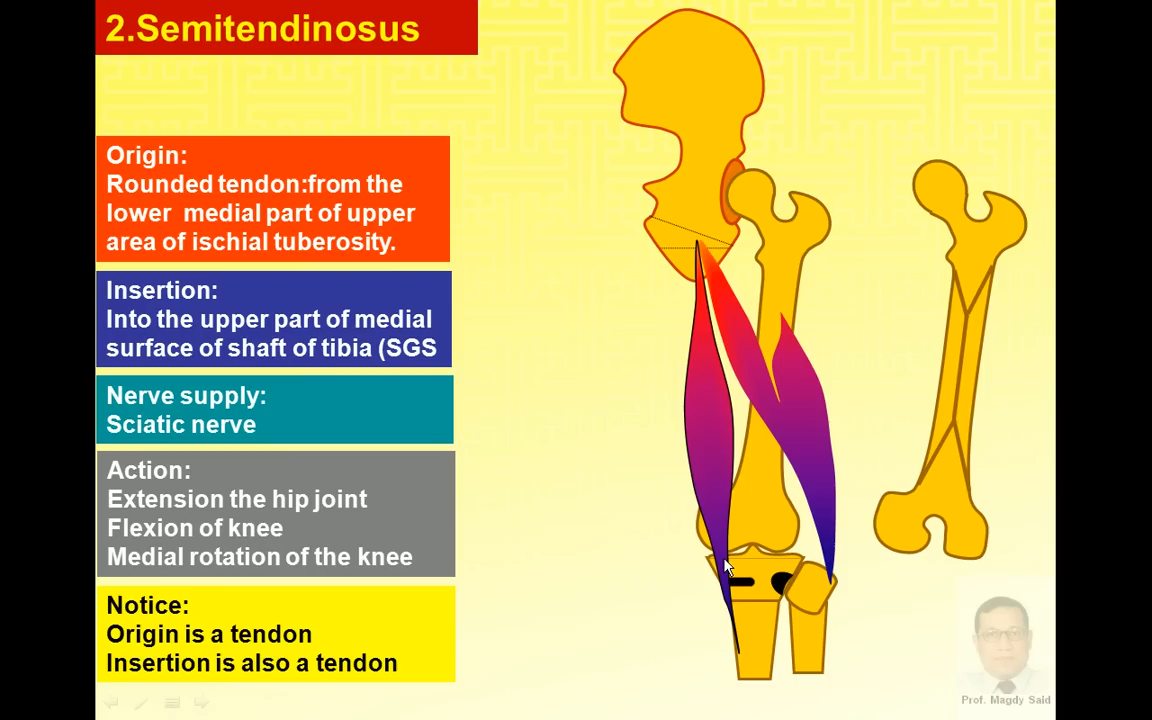 2.Semitendinosus
Origin:
Rounded tendon:from the
lower medial part of upper
area of ischial tuberosity.
Insertion:
Into the upper part of medial
surface of shaft of tibia (SGS
Nerve supply:
Sciatic nerve
Action:
Extension the hip joint
Flexion of knee
Medial rotation of the knee
Notice:
Origin is a tendon
Insertion is also a tendon
Prof. Magdy Said